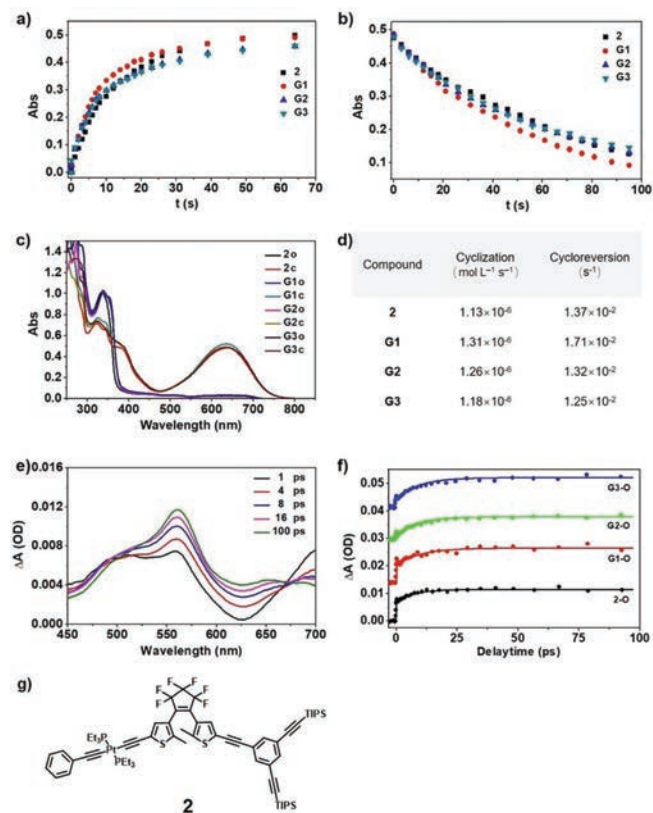 a)
0.5
0.4
0.3
0.2
0.1
0.0
Abs
2
G1
G2
G3
0 10 20 30 40 50 60 70
t (s)
b)
0.5
0.4
0.3
0.2
0.1
Abs
2
G1
G2
G3
0 20 40 60 80 100
t (s)
c)
1.4
1.2
1.0
0.8
0.6
0.4
0.2
0.0
Abs
2o
2c
G1o
G1c
G2o
G2c
G3o
G3c
300 400 500 600 700 800
Wavelength (nm)
d)
Compound Cyclization Cycloreversion
(mol L⁻¹ s⁻¹) (s⁻¹)
2 1.13×10⁻⁶ 1.37×10⁻²
G1 1.31×10⁻⁶ 1.71×10⁻²
G2 1.26×10⁻⁶ 1.32×10⁻²
G3 1.18×10⁻⁶ 1.25×10⁻²
e)
0.016
0.012
0.008
0.004
0.000
ΔA (OD)
1 ps
4 ps
8 ps
16 ps
100 ps
450 500 550 600 650 700
Wavelength (nm)
f)
0.05
0.04
0.03
0.02
0.01
0.00
ΔA (OD)
G3-O
G2-O
G1-O
2-O
0 25 50 75 100
Delaytime (ps)
g)
F F
F F
F F
Et₃P
Pt
PEt₃
S
S
TIPS
TIPS
2